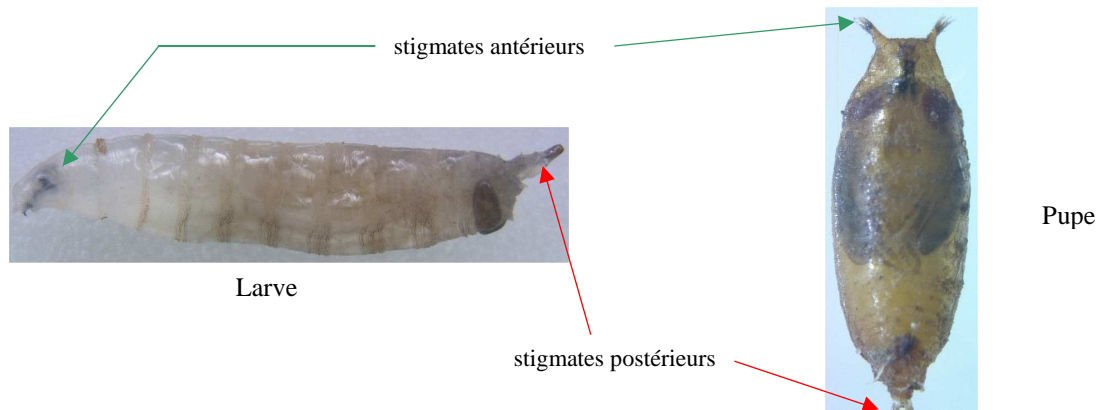 stigmates antérieurs
Pupe
Larve
stigmates postérieurs